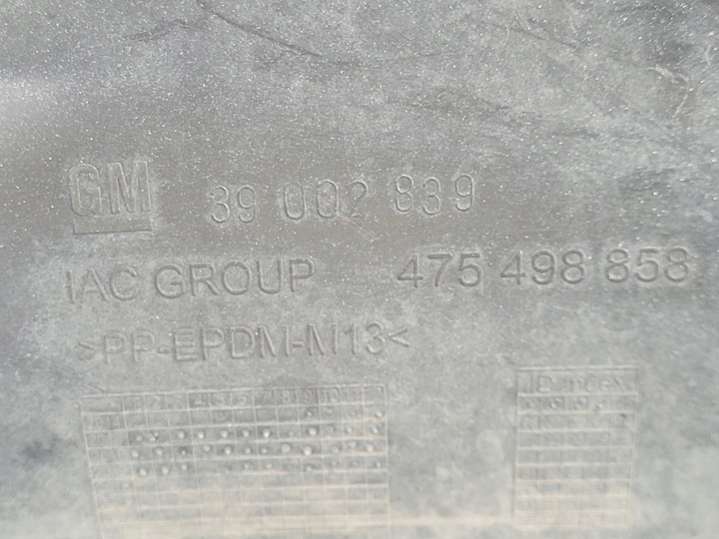 GM 39 002 839
IAC GROUP 475 498 858
>PP-EPDM-M13<